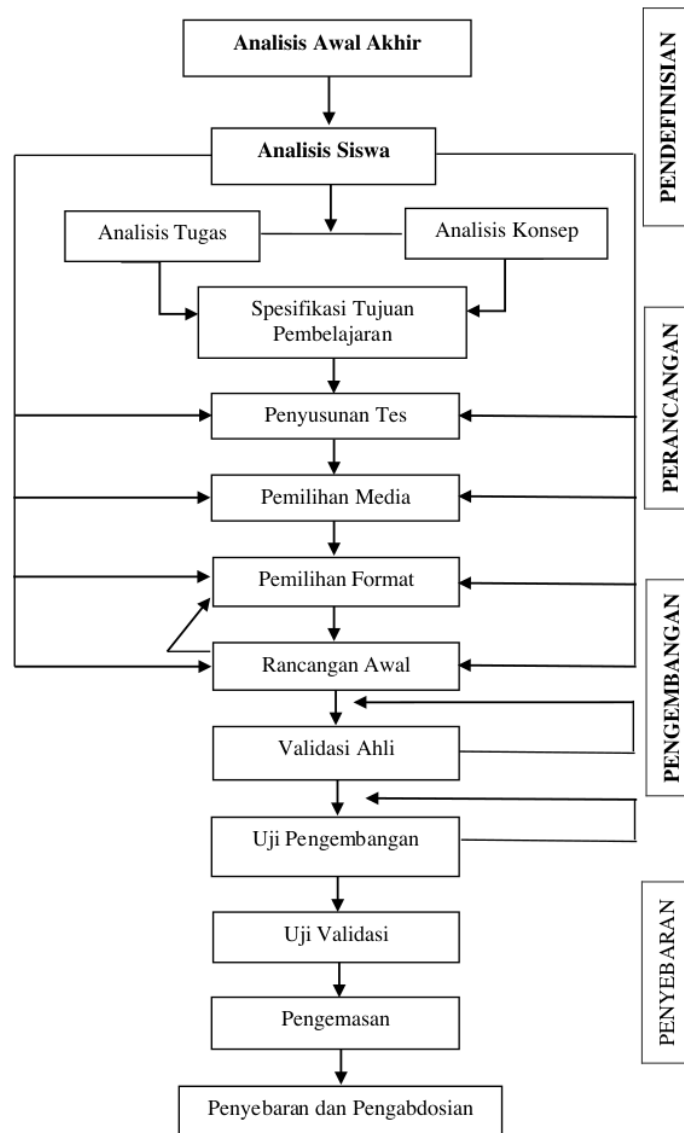 Analisis Awal Akhir
PENDEFINISIAN
Analisis Siswa
Analisis Tugas
Analisis Konsep
Spesifikasi Tujuan
Pembelajaran
PERANCANGAN
Penyusunan Tes
Pemilihan Media
Pemilihan Format
PENGEMBANGAN
Rancangan Awal
Validasi Ahli
Uji Pengembangan
Uji Validasi
PENYEBARAN
Pengemasan
Penyebaran dan Pengabdosian